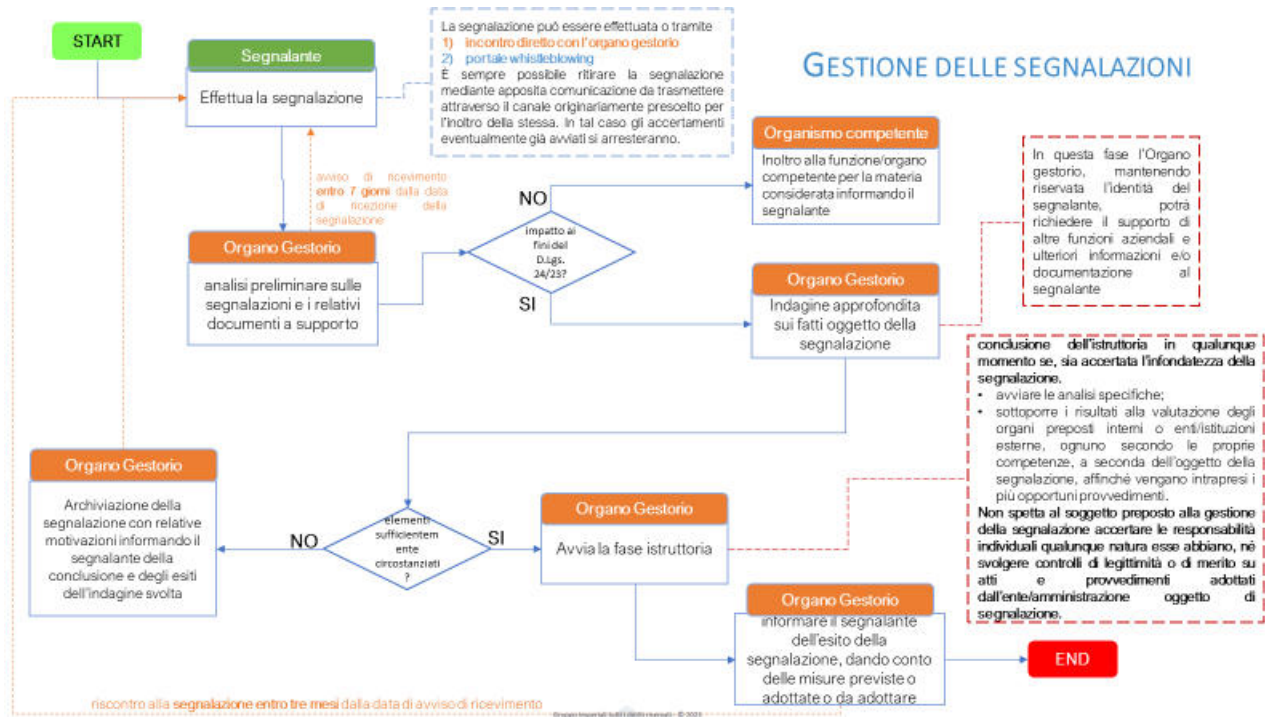 START
Segnalante
Effettua la segnalazione
La segnalazione può essere effettuata o tramite
1) incontro diretto con l'organo gestorio
2) portale whistleblowing
È sempre possibile ritirare la segnalazione
mediante apposita comunicazione da trasmettere
attraverso il canale originariamente prescelto per
l'inoltro della stessa. In tal caso gli accertamenti
eventualmente già avviati si arresteranno.
GESTIONE DELLE SEGNALAZIONI
avviso di ricevimento
entro 7 giorni dalla data
di ricezione della
segnalazione
Organo Gestorio
analisi preliminare sulle
segnalazioni e i relativi
documenti a supporto
impatto ai
fini del
D.Lgs.
24/23?
NO
SI
Organismo competente
Inoltro alla funzione/organo
competente per la materia
considerata informando il
segnalante
Organo Gestorio
Indagine approfondita
sui fatti oggetto della
segnalazione
In questa fase l'Organo
gestorio, mantenendo
riservata l'identità del
segnalante, potrà
richiedere il supporto di
altre funzioni aziendali e
ulteriori informazioni e/o
documentazione al
segnalante
conclusione dell'istruttoria in qualunque
momento se, sia accertata l'infondatezza della
segnalazione.
• avviare le analisi specifiche;
• sottoporre i risultati alla valutazione degli
organi preposti interni o enti/istituzioni
esterne, ognuno secondo le proprie
competenze, a seconda dell'oggetto della
segnalazione, affinché vengano intrapresi i
più opportuni provvedimenti.
Non spetta al soggetto preposto alla gestione
della segnalazione accertare le responsabilità
individuali qualunque natura esse abbiano, né
svolgere controlli di legittimità o di merito su
atti e provvedimenti adottati
dall'ente/amministrazione oggetto di
segnalazione.
Organo Gestorio
Archiviazione della
segnalazione con relative
motivazioni informando il
segnalante della
conclusione e degli esiti
dell'indagine svolta
NO
elementi
sufficientem
ente
circostanziati
?
SI
Organo Gestorio
Avvia la fase istruttoria
Organo Gestorio
informare il segnalante
dell'esito della
segnalazione, dando conto
delle misure previste o
adottate o da adottare
END
riscontro alla segnalazione entro tre mesi dalla data di avviso di ricevimento